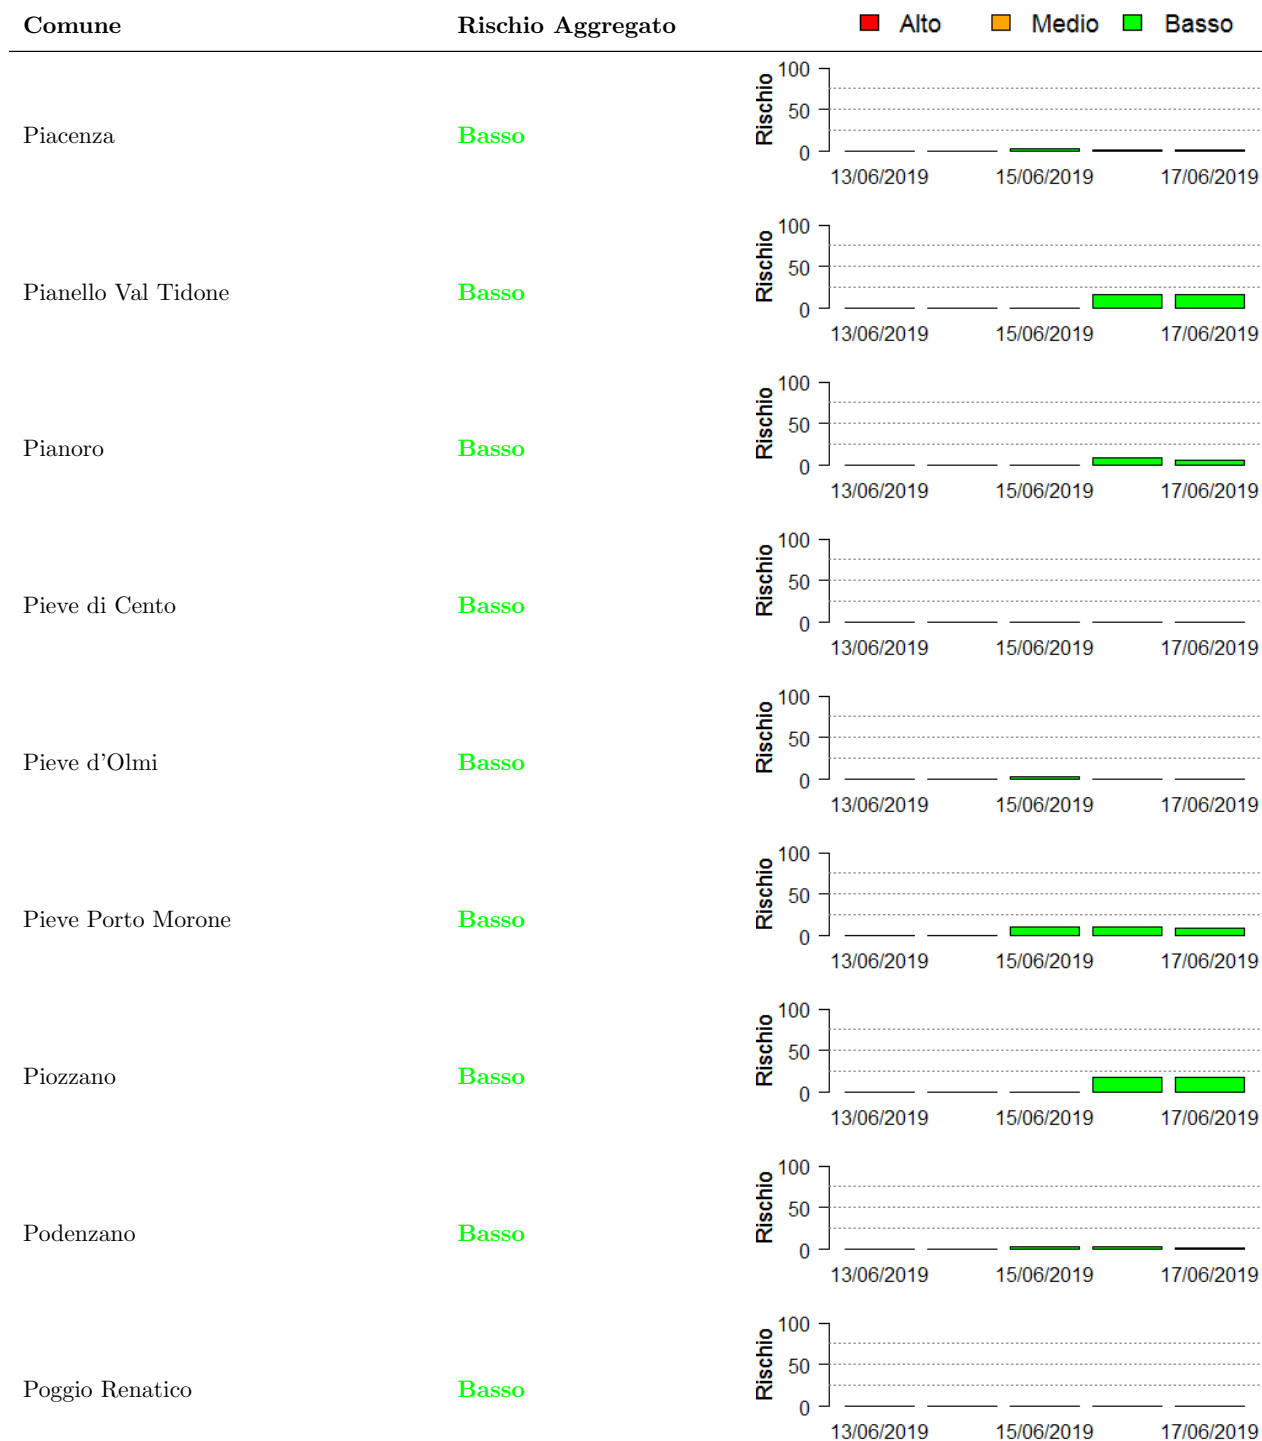 Comune Rischio Aggregato Alto Medio Basso
Piacenza Basso
Rischio
100
50
0
13/06/2019 15/06/2019 17/06/2019
Pianello Val Tidone Basso
Rischio
100
50
0
13/06/2019 15/06/2019 17/06/2019
Pianoro Basso
Rischio
100
50
0
13/06/2019 15/06/2019 17/06/2019
Pieve di Cento Basso
Rischio
100
50
0
13/06/2019 15/06/2019 17/06/2019
Pieve d'Olmi Basso
Rischio
100
50
0
13/06/2019 15/06/2019 17/06/2019
Pieve Porto Morone Basso
Rischio
100
50
0
13/06/2019 15/06/2019 17/06/2019
Piozzano Basso
Rischio
100
50
0
13/06/2019 15/06/2019 17/06/2019
Podenzano Basso
Rischio
100
50
0
13/06/2019 15/06/2019 17/06/2019
Poggio Renatico Basso
Rischio
100
50
0
13/06/2019 15/06/2019 17/06/2019